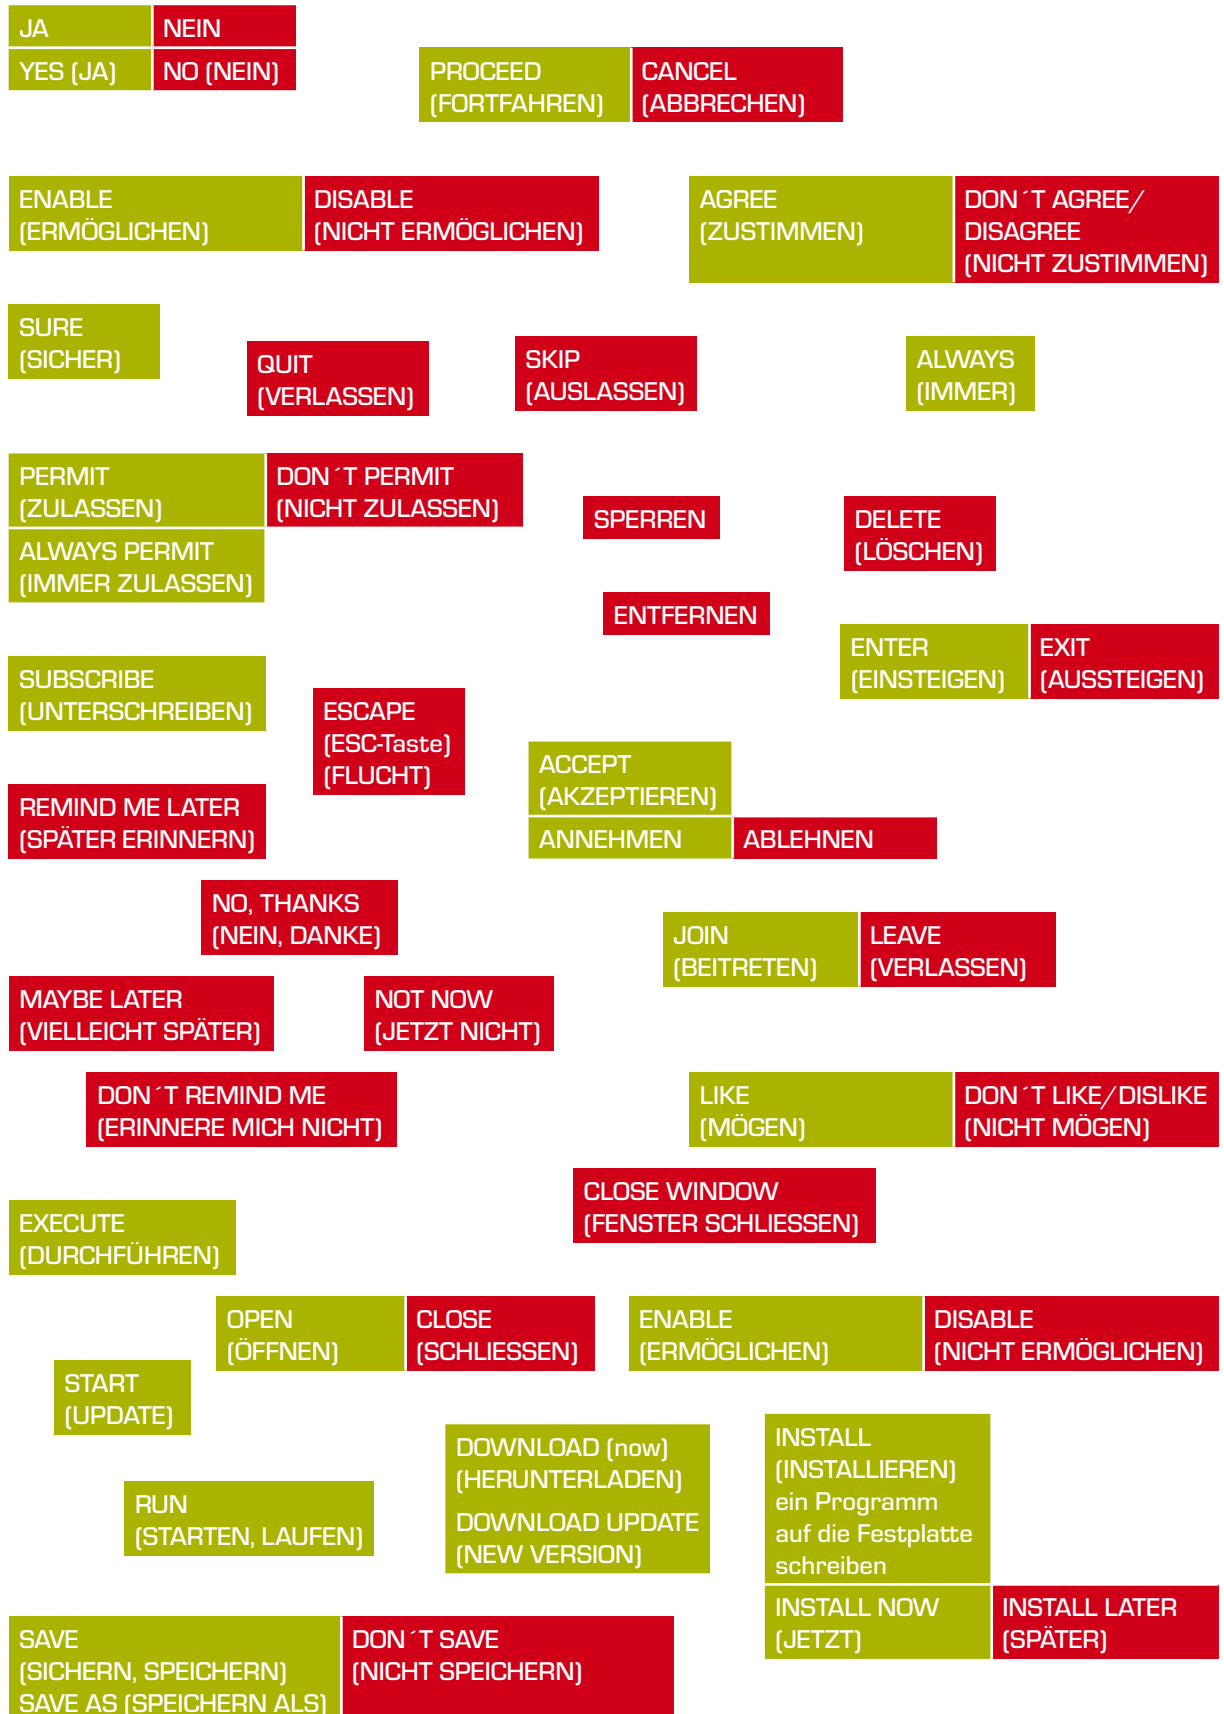 JA
NEIN
YES (JA)
NO (NEIN)
PROCEED
(FORTFAHREN)
CANCEL
(ABBRECHEN)
ENABLE
(ERMÖGLICHEN)
DISABLE
(NICHT ERMÖGLICHEN)
AGREE
(ZUSTIMMEN)
DON´T AGREE/
DISAGREE
(NICHT ZUSTIMMEN)
SURE
(SICHER)
QUIT
(VERLASSEN)
SKIP
(AUSLASSEN)
ALWAYS
(IMMER)
PERMIT
(ZULASSEN)
DON´T PERMIT
(NICHT ZULASSEN)
ALWAYS PERMIT
(IMMER ZULASSEN)
SPERREN
DELETE
(LÖSCHEN)
ENTFERNEN
ENTER
(EINSTEIGEN)
EXIT
(AUSSTEIGEN)
SUBSCRIBE
(UNTERSCHREIBEN)
ESCAPE
(ESC-Taste)
(FLUCHT)
ACCEPT
(AKZEPTIEREN)
ANNEHMEN
ABLEHNEN
REMIND ME LATER
(SPÄTER ERINNERN)
NO, THANKS
(NEIN, DANKE)
JOIN
(BEITRETEN)
LEAVE
(VERLASSEN)
MAYBE LATER
(VIELLEICHT SPÄTER)
NOT NOW
(JETZT NICHT)
DON´T REMIND ME
(ERINNERE MICH NICHT)
LIKE
(MÖGEN)
DON´T LIKE/DISLIKE
(NICHT MÖGEN)
CLOSE WINDOW
(FENSTER SCHLIESSEN)
EXECUTE
(DURCHFÜHREN)
OPEN
(ÖFFNEN)
CLOSE
(SCHLIESSEN)
ENABLE
(ERMÖGLICHEN)
DISABLE
(NICHT ERMÖGLICHEN)
START
(UPDATE)
DOWNLOAD (now)
(HERUNTERLADEN)
DOWNLOAD UPDATE
(NEW VERSION)
INSTALL
(INSTALLIEREN)
ein Programm
auf die Festplatte
schreiben
RUN
(STARTEN, LAUFEN)
INSTALL NOW
(JETZT)
INSTALL LATER
(SPÄTER)
SAVE
(SICHERN, SPEICHERN)
SAVE AS (SPEICHERN ALS)
DON´T SAVE
(NICHT SPEICHERN)